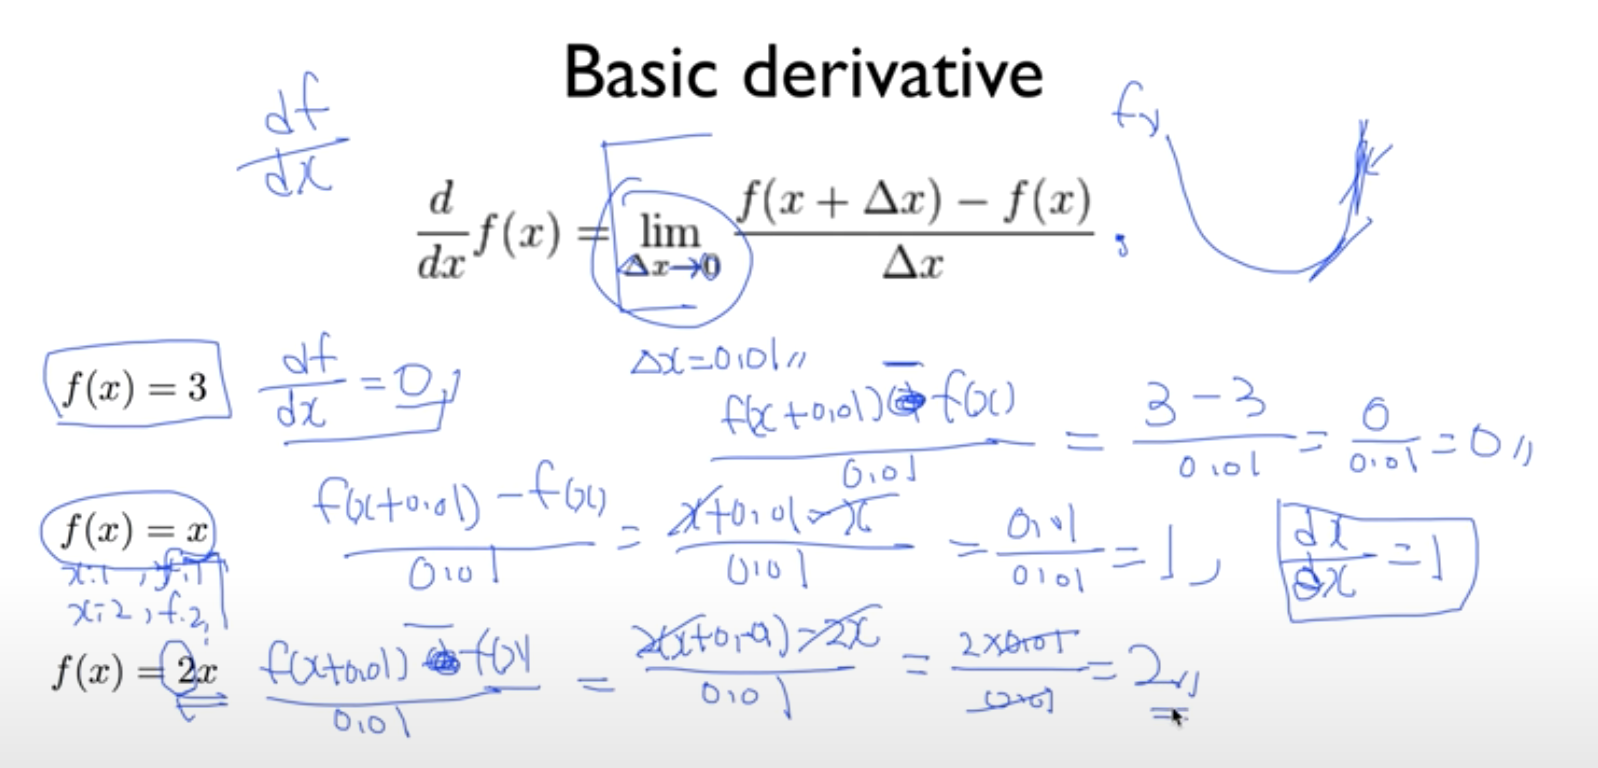 Basic derivative
df/dx
fx
d/dx f(x) = lim Δx→0 f(x + Δx) − f(x) / Δx ,
Δx=0.01
f(x) = 3 df/dx = 0 f(x+0.01) - f(x) / 0.01 = 3-3 / 0.01 = 0 / 0.01 = 0
f(x) = x f(x+0.01) - f(x) / 0.01 = x+0.01-x / 0.01 = 0.01 / 0.01 = 1, dx/dx = 1
x:1, f:1
x:2, f:2
f(x) = 2x f(x+0.01) - f(x) / 0.01 = 2(x+0.01)-2x / 0.01 = 2x0.01 / 0.01 = 2